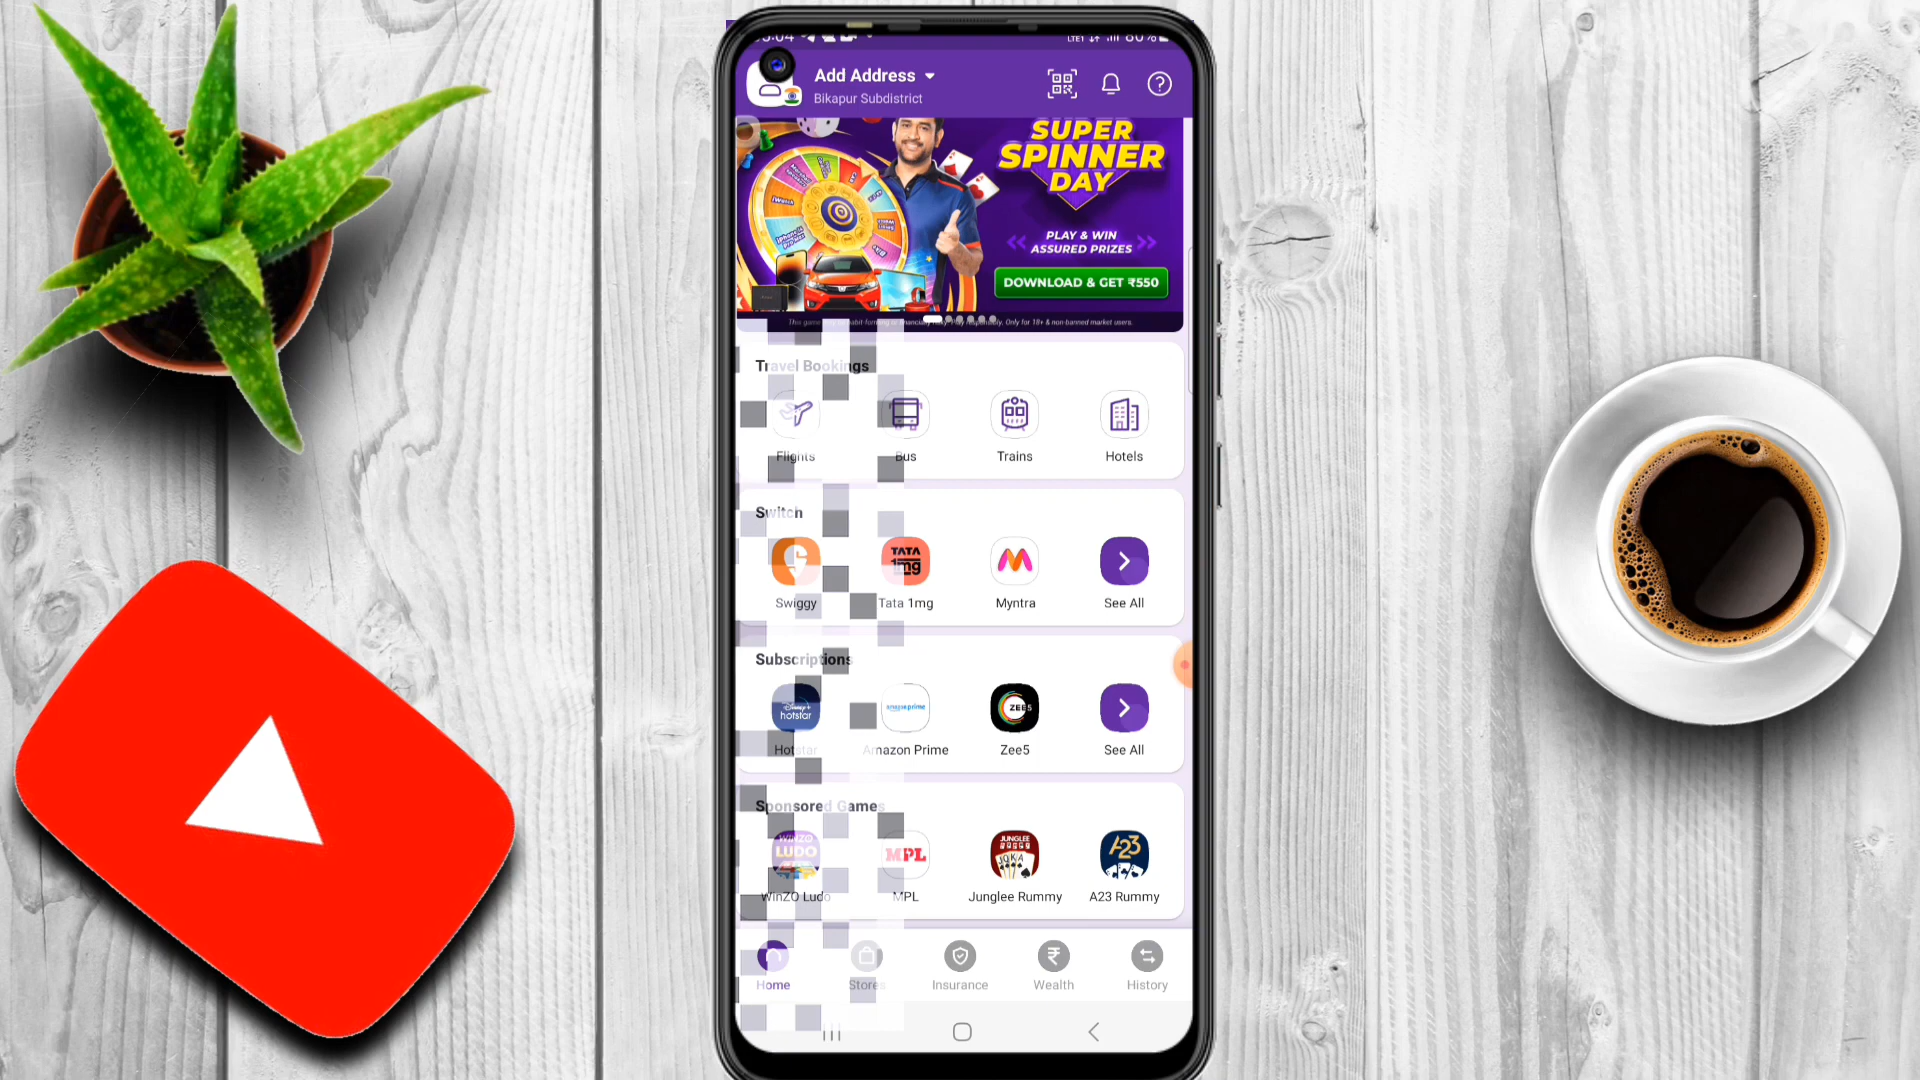 Add Address
Bikapur Subdistrict
SUPER
SPINNER
DAY
PLAY & WIN
ASSURED PRIZES
DOWNLOAD & GET ₹550
Travel Bookings
Flights
Bus
Trains
Hotels
Switch
TATA
1mg
Swiggy
Tata 1mg
Myntra
See All
Subscriptions
Disney+
hotstar
amazon prime
ZEE5
Hotstar
Amazon Prime
Zee5
See All
Sponsored Games
WINZO
LUDO
MPL
JUNGLEE
A23
WinZO Ludo
MPL
Junglee Rummy
A23 Rummy
Home
Stores
Insurance
Wealth
History